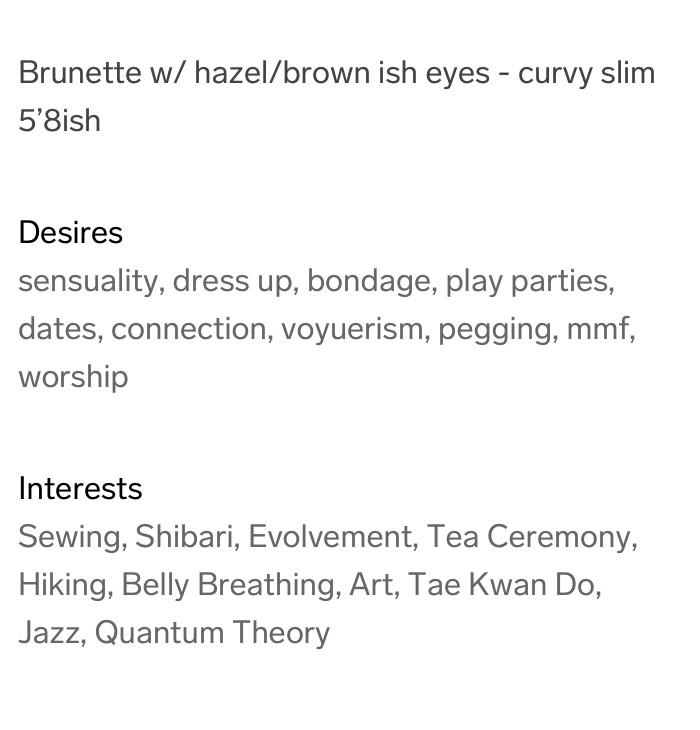 Brunette w/ hazel/brown ish eyes - curvy slim
5’8ish
Desires
sensuality, dress up, bondage, play parties,
dates, connection, voyuerism, pegging, mmf,
worship
Interests
Sewing, Shibari, Evolvement, Tea Ceremony,
Hiking, Belly Breathing, Art, Tae Kwan Do,
Jazz, Quantum Theory